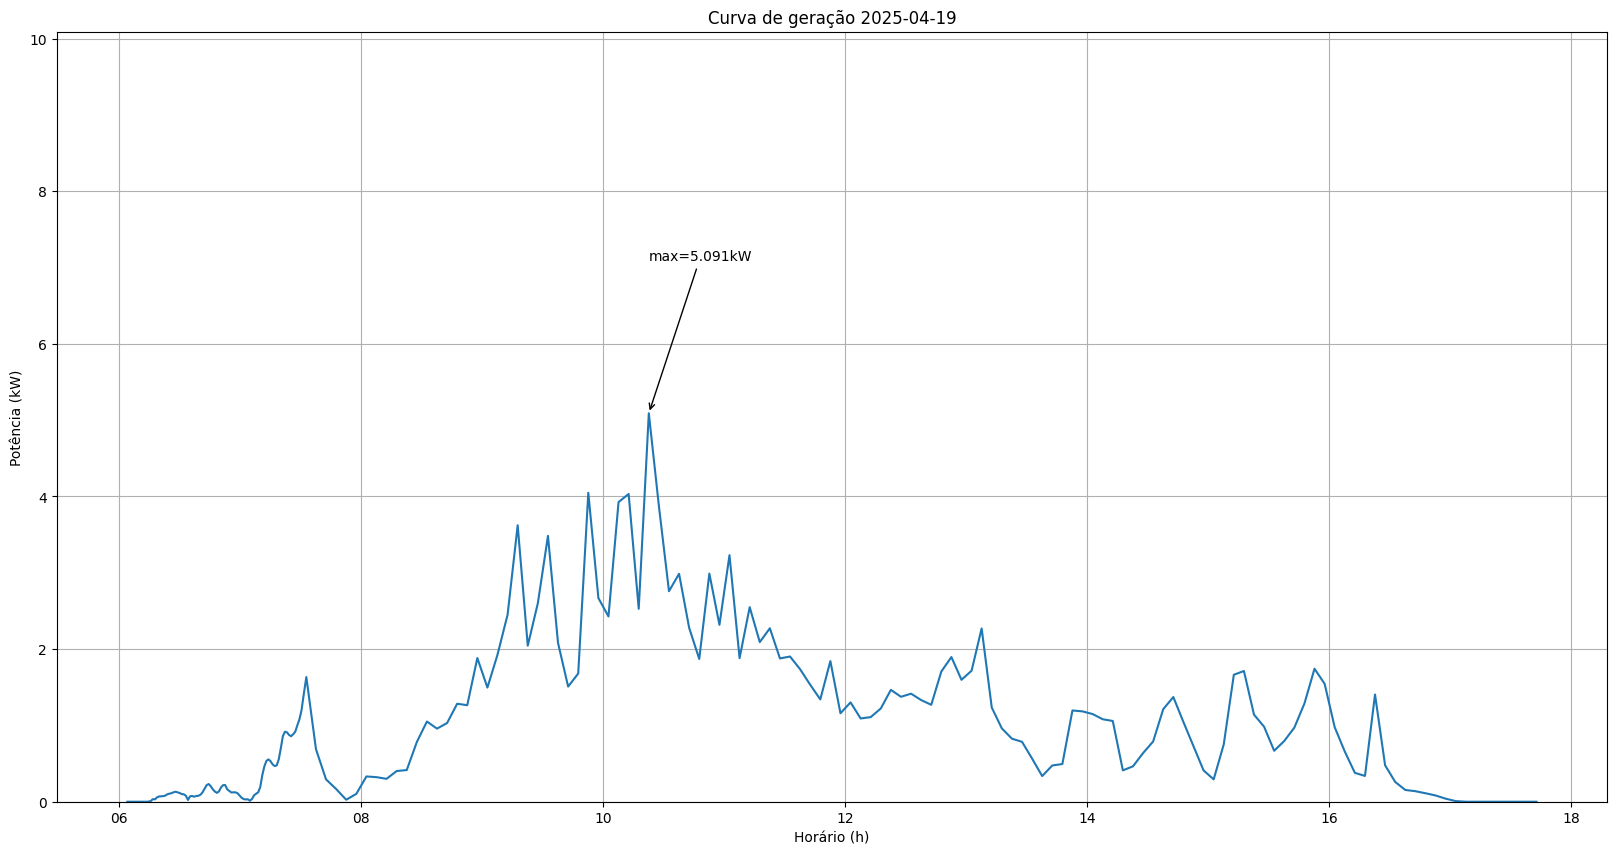 Curva de geração 2025-04-19
10
8
max=5.091kW
6
Potência (kW)
4
2
0
06 08 10 12 14 16 18
Horário (h)